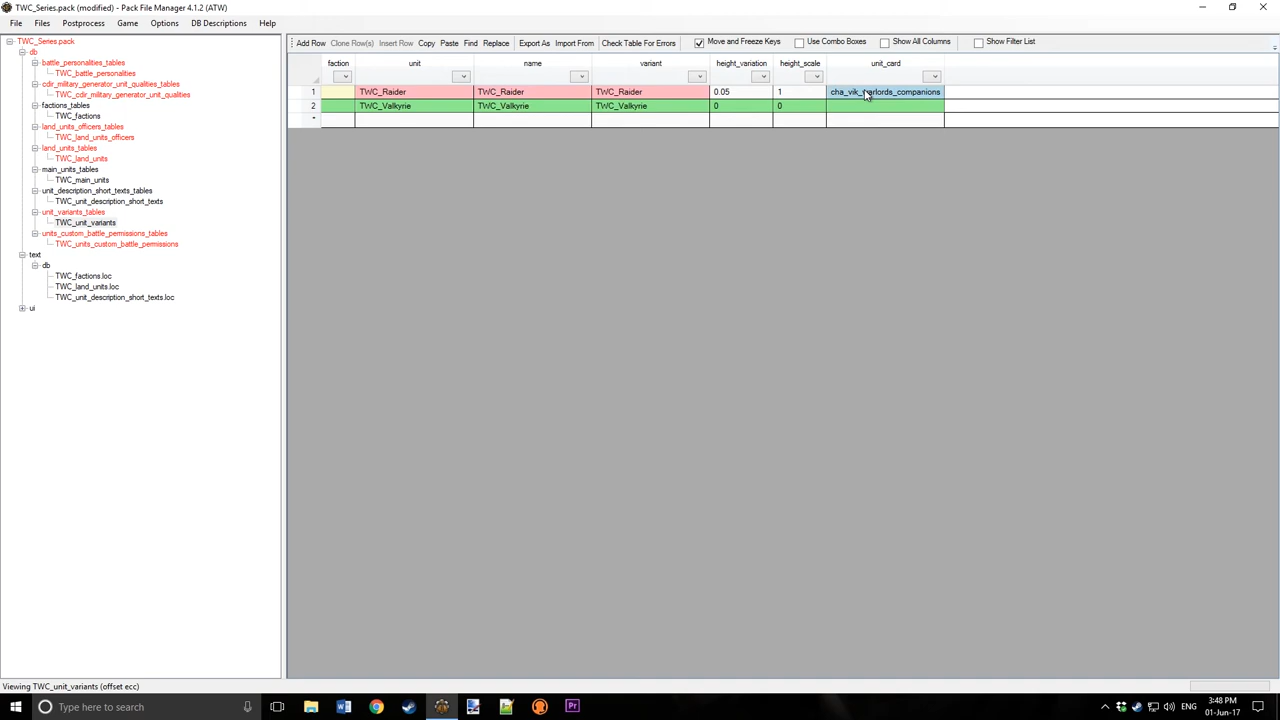 TWC_Series.pack (modified) - Pack File Manager 4.1.2 (ATW)
File Files Postprocess Game Options DB Descriptions Help
TWC_Series.pack
db
battle_personalities_tables
TWC_battle_personalities
cdir_military_generator_unit_qualities_tables
TWC_cdir_military_generator_unit_qualities
factions_tables
TWC_factions
land_units_officers_tables
TWC_land_units_officers
land_units_tables
TWC_land_units
main_units_tables
TWC_main_units
unit_description_short_texts_tables
TWC_unit_description_short_texts
unit_variants_tables
TWC_unit_variants
units_custom_battle_permissions_tables
TWC_units_custom_battle_permissions
text
db
TWC_factions.loc
TWC_land_units.loc
TWC_unit_description_short_texts.loc
ui
Add Row Clone Row(s) Insert Row Copy Paste Find Replace Export As Import From Check Table For Errors Move and Freeze Keys Use Combo Boxes Show All Columns Show Filter List
faction unit name variant height_variation height_scale unit_card
1 TWC_Raider TWC_Raider TWC_Raider 0.05 1 cha_vik_warlords_companions
2 TWC_Valkyrie TWC_Valkyrie TWC_Valkyrie 0 0
*
Viewing TWC_unit_variants (offset ecc)
Type here to search
ENG
3:48 PM
01-Jun-17